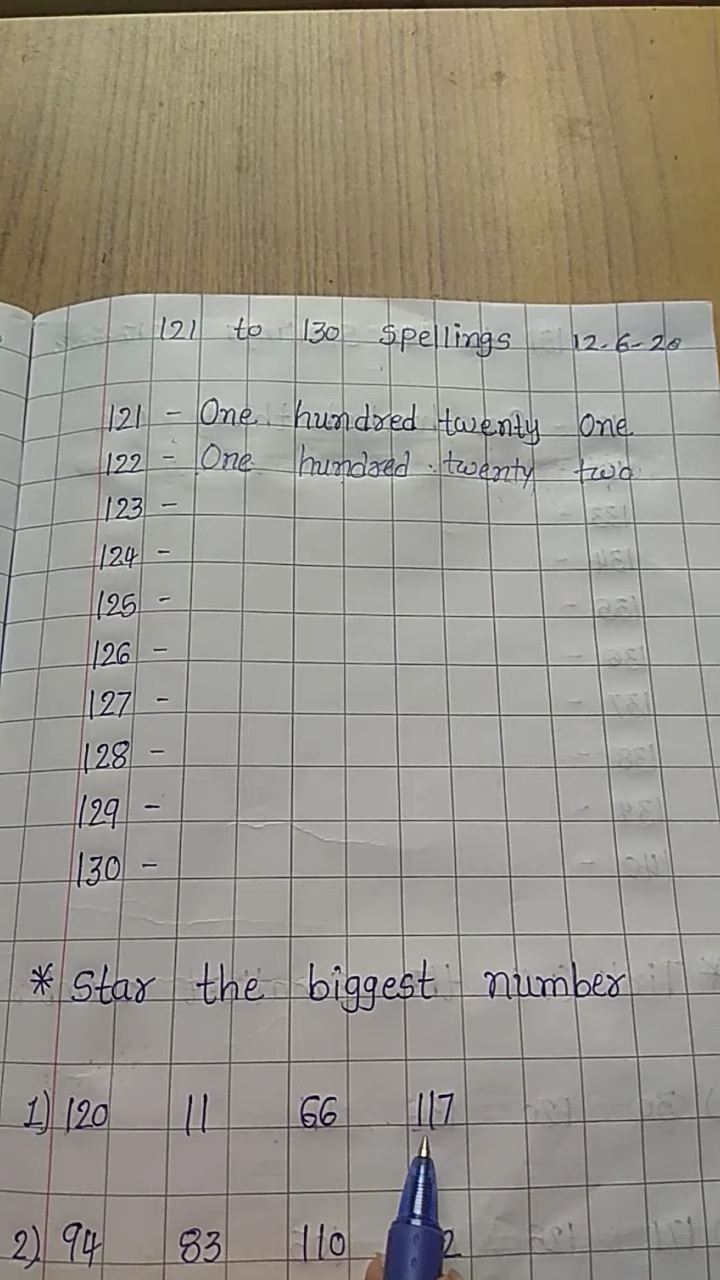 121 to 130 Spellings 12-6-20
121 - One hundred twenty One
122 - One hundred twenty two
123 -
124 -
125 -
126 -
127 -
128 -
129 -
130 -
* Star the biggest number
1) 120 11 66 117
2) 94 83 110